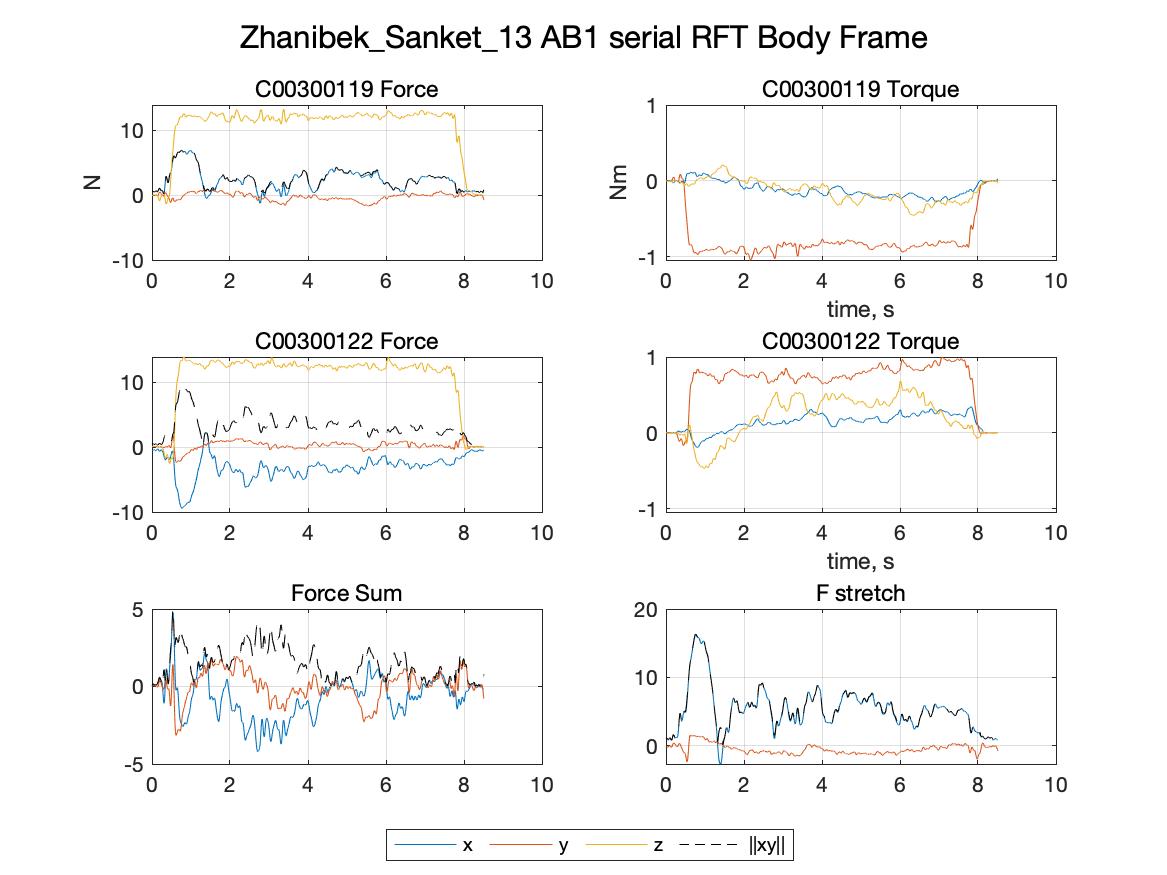 Zhanibek_Sanket_13 AB1 serial RFT Body Frame
C00300119 Force
N
10
0
-10
0 2 4 6 8 10
C00300119 Torque
Nm
1
0
-1
0 2 4 6 8 10
time, s
C00300122 Force
10
0
-10
0 2 4 6 8 10
C00300122 Torque
1
0
-1
0 2 4 6 8 10
time, s
Force Sum
5
0
-5
0 2 4 6 8 10
F stretch
20
10
0
0 2 4 6 8 10
x y z ||xy||